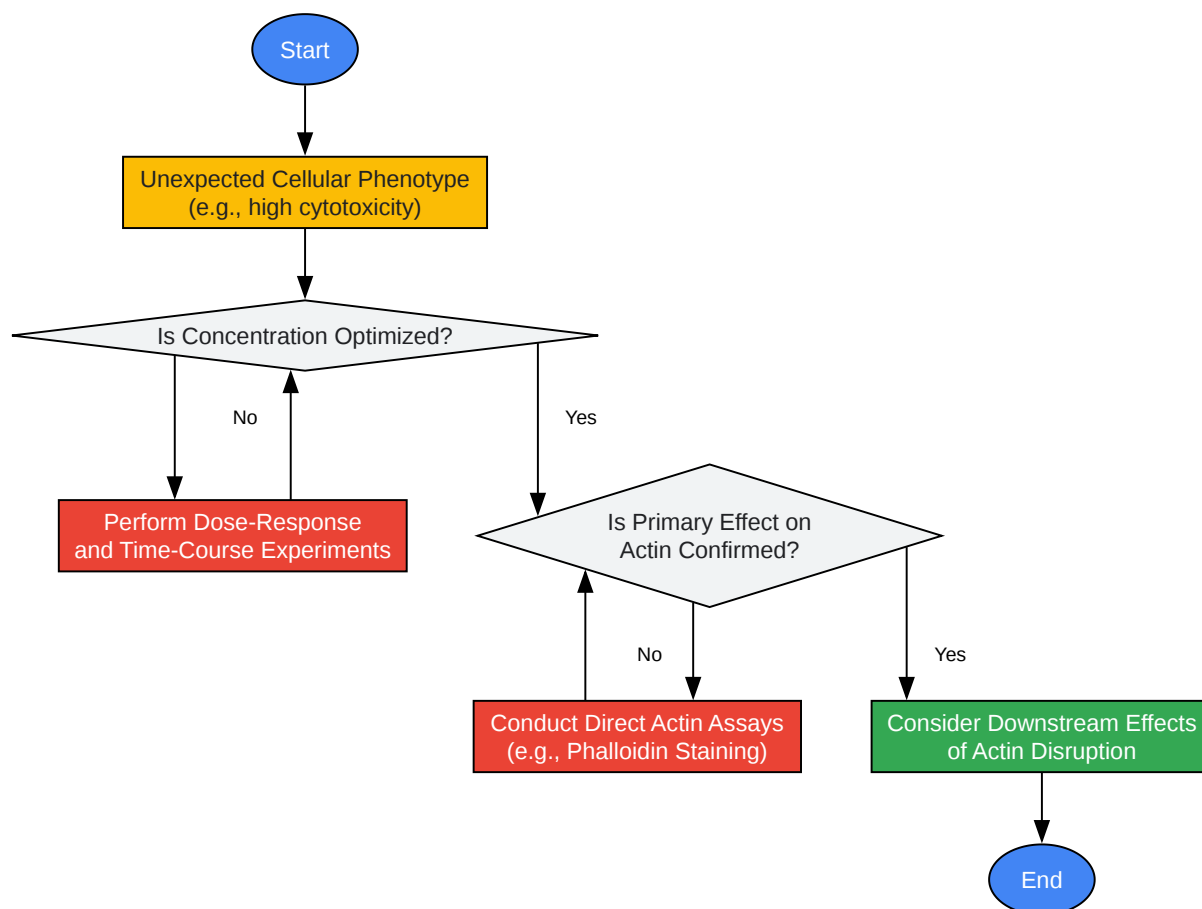 Start
Unexpected Cellular Phenotype
(e.g., high cytotoxicity)
Is Concentration Optimized?
No
Yes
Perform Dose-Response
and Time-Course Experiments
Is Primary Effect on
Actin Confirmed?
No
Yes
Conduct Direct Actin Assays
(e.g., Phalloidin Staining)
Consider Downstream Effects
of Actin Disruption
End